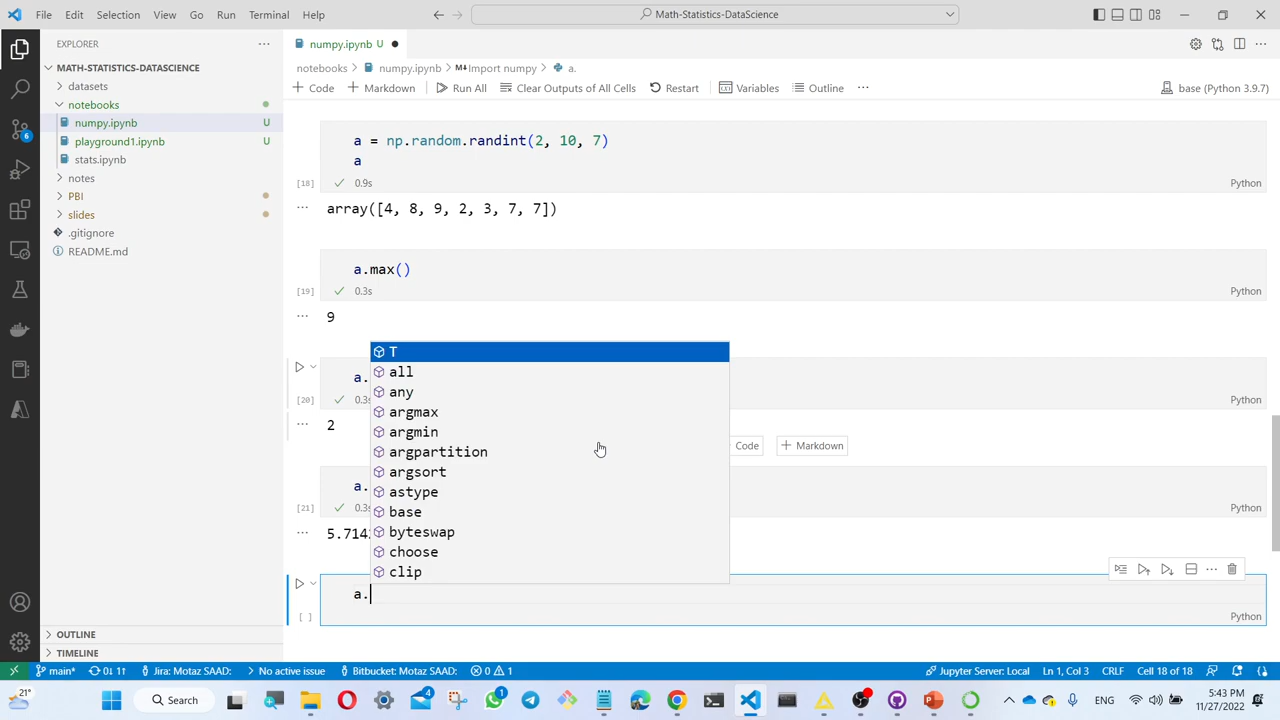 File Edit Selection View Go Run Terminal Help
Math-Statistics-DataScience
EXPLORER
MATH-STATISTICS-DATASCIENCE
datasets
notebooks
numpy.ipynb U
playground1.ipynb U
stats.ipynb
notes
PBI
slides
.gitignore
README.md
OUTLINE
TIMELINE
6
numpy.ipynb U
notebooks > numpy.ipynb > M↓Import numpy > a.
+ Code + Markdown Run All Clear Outputs of All Cells Restart Variables Outline ... base (Python 3.9.7)
a = np.random.randint(2, 10, 7)
a
[18] 0.9s Python
array([4, 8, 9, 2, 3, 7, 7])
a.max()
[19] 0.3s Python
9
a.
[20] 0.3s Python
2
Code + Markdown
a.
[21] 0.3s Python
5.714
T
all
any
argmax
argmin
argpartition
argsort
astype
base
byteswap
choose
clip
a.
[ ] Python
main* 0↓ 1↑ Jira: Motaz SAAD: No active issue Bitbucket: Motaz SAAD: 0 1 Jupyter Server: Local Ln 1, Col 3 CRLF Cell 18 of 18
21° Search 4 1 ENG 5:43 PM
11/27/2022